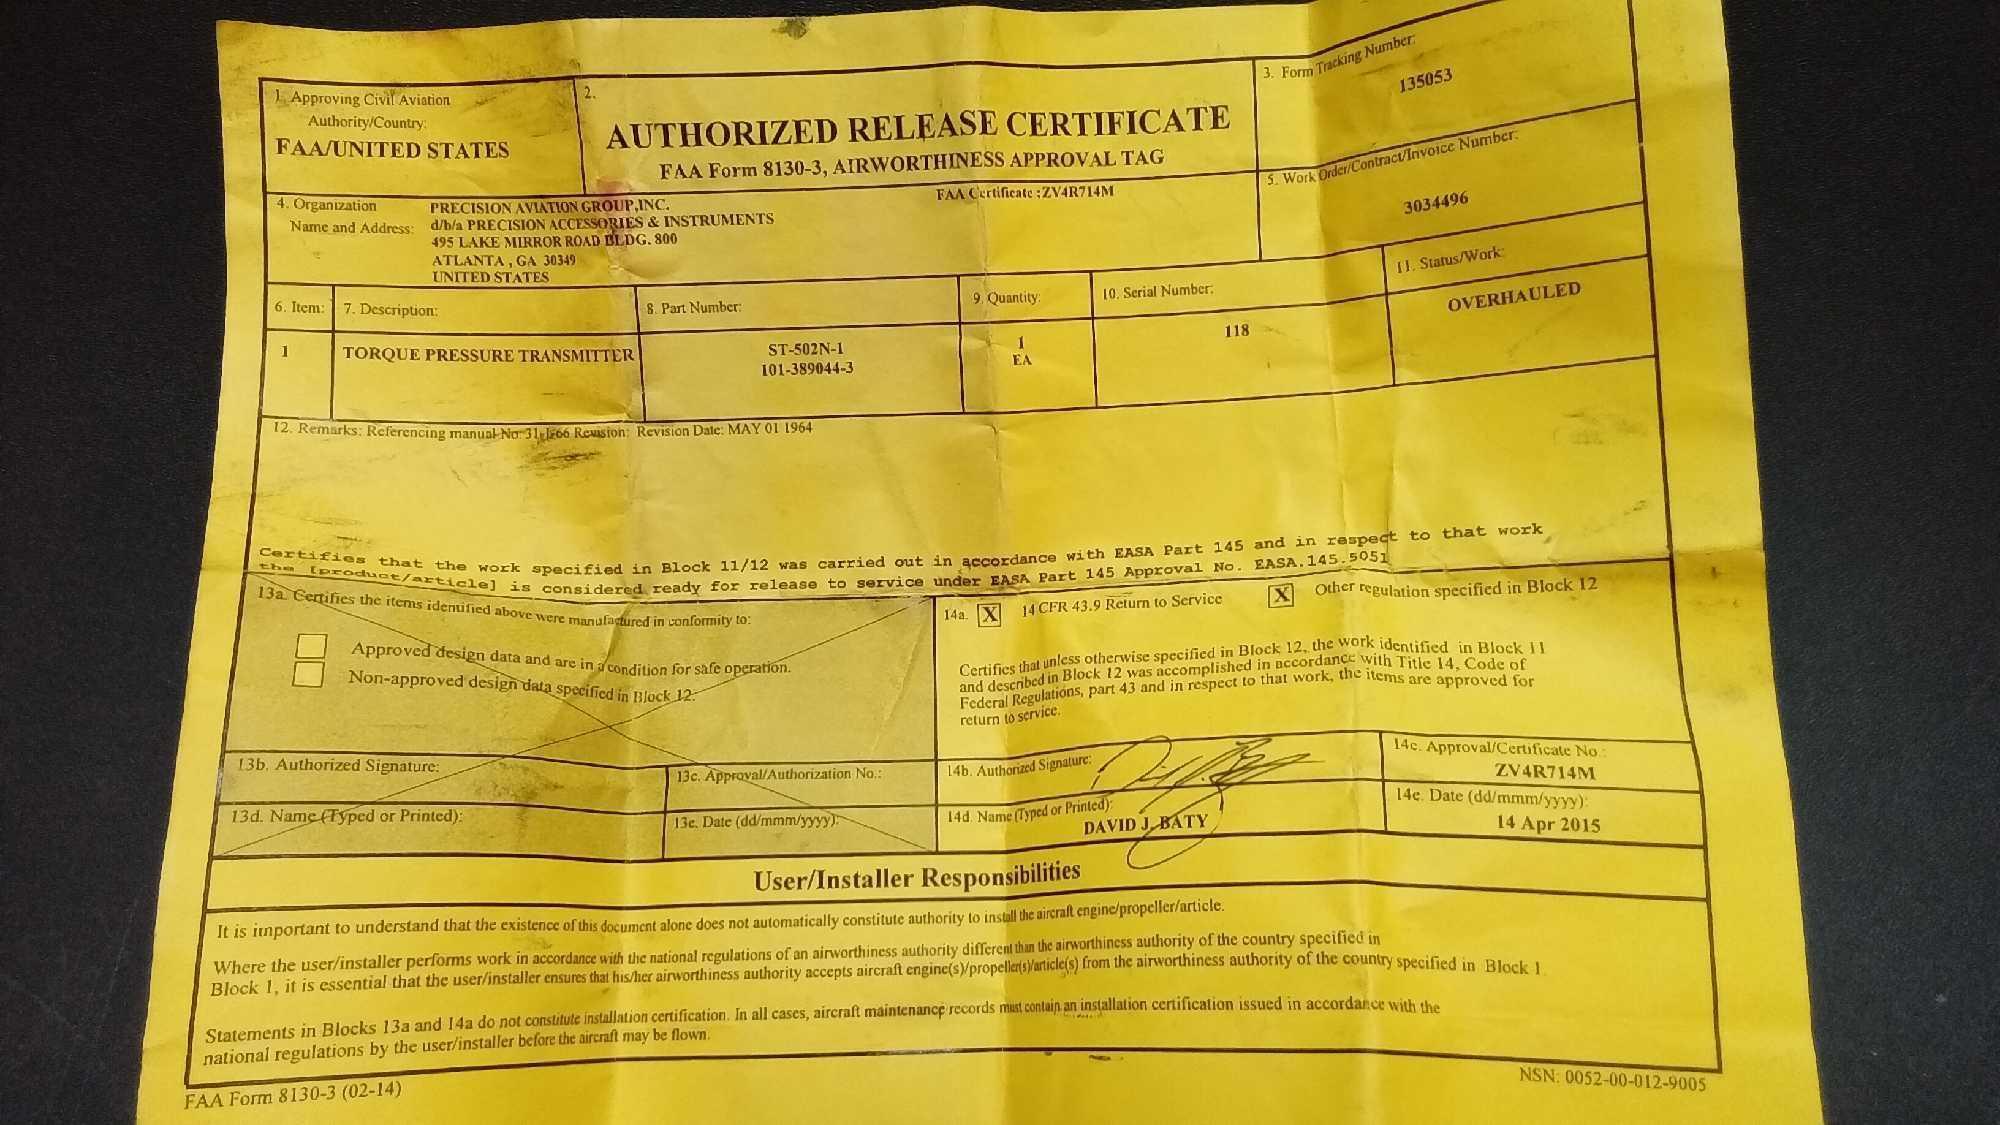 1. Approving Civil Aviation
Authority/Country:
FAA/UNITED STATES
2.
AUTHORIZED RELEASE CERTIFICATE
FAA Form 8130-3, AIRWORTHINESS APPROVAL TAG
FAA Certificate :ZV4R714M
3. Form Tracking Number:
135053
4. Organization
Name and Address:
PRECISION AVIATION GROUP,INC.
d/b/a PRECISION ACCESSORIES & INSTRUMENTS
495 LAKE MIRROR ROAD BLDG. 800
ATLANTA , GA 30349
UNITED STATES
5. Work Order/Contract/Invoice Number:
3034496
6. Item:
7. Description:
8. Part Number:
9. Quantity:
10. Serial Number:
11. Status/Work:
1
TORQUE PRESSURE TRANSMITTER
ST-502N-1
101-389044-3
1
EA
118
OVERHAULED
12. Remarks: Referencing manual No: Revision: Revision Date: MAY 01 1964
Certifies that the work specified in Block 11/12 was carried out in accordance with EASA Part 145 and in respect to that work
the [product/article] is considered ready for release to service under EASA Part 145 Approval No. EASA.145.5051
13a. Certifies the items identified above were manufactured in conformity to:
Approved design data and are in a condition for safe operation.
Non-approved design data specified in Block 12.
14a. X 14 CFR 43.9 Return to Service X Other regulation specified in Block 12
Certifies that unless otherwise specified in Block 12, the work identified in Block 11
and described in Block 12 was accomplished in accordance with Title 14, Code of
Federal Regulations, part 43 and in respect to that work, the items are approved for
return to service.
13b. Authorized Signature:
13c. Approval/Authorization No.:
14b. Authorized Signature:
14c. Approval/Certificate No.:
ZV4R714M
13d. Name (Typed or Printed):
13e. Date (dd/mmm/yyyy):
14d. Name (Typed or Printed):
DAVID J. BATY
14e. Date (dd/mmm/yyyy):
14 Apr 2015
User/Installer Responsibilities
It is important to understand that the existence of this document alone does not automatically constitute authority to install the aircraft engine/propeller/article.
Where the user/installer performs work in accordance with the national regulations of an airworthiness authority different than the airworthiness authority of the country specified in
Block 1, it is essential that the user/installer ensures that his/her airworthiness authority accepts aircraft engine(s)/propeller(s)/article(s) from the airworthiness authority of the country specified in Block 1.
Statements in Blocks 13a and 14a do not constitute installation certification. In all cases, aircraft maintenance records must contain an installation certification issued in accordance with the
national regulations by the user/installer before the aircraft may be flown.
FAA Form 8130-3 (02-14)
NSN: 0052-00-012-9005